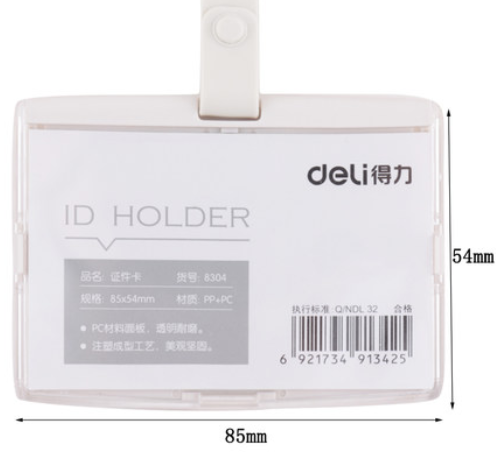 deli得力
ID HOLDER
品名: 证件卡 货号: 8304
规格: 85x54mm 材质: PP+PC
• PC材料面板，透明耐磨。
• 注塑成型工艺，美观坚固。
执行标准: Q/NDL 32 合格
6 921734 913425
54mm
85mm